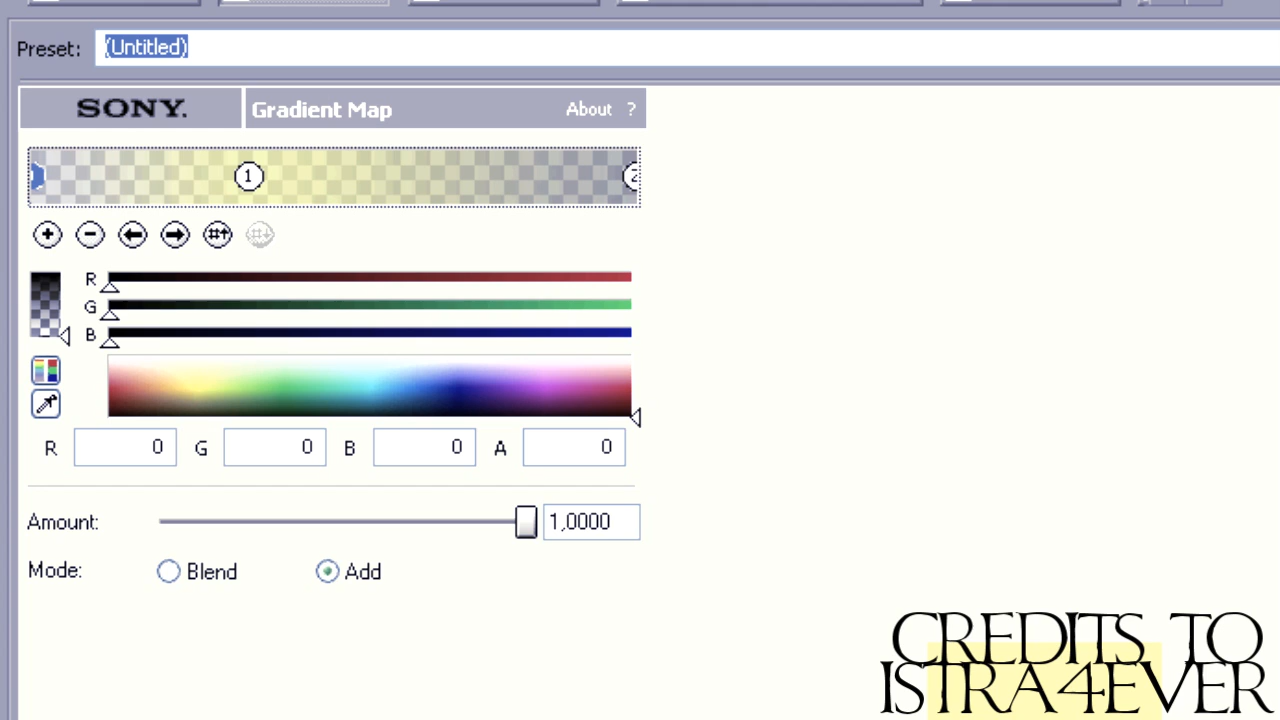 Preset: (Untitled)
SONY. Gradient Map About ?
1 2
R
G
B
R 0 G 0 B 0 A 0
Amount: 1,0000
Mode: Blend Add
CREDITS TO
ISTRA4EVER